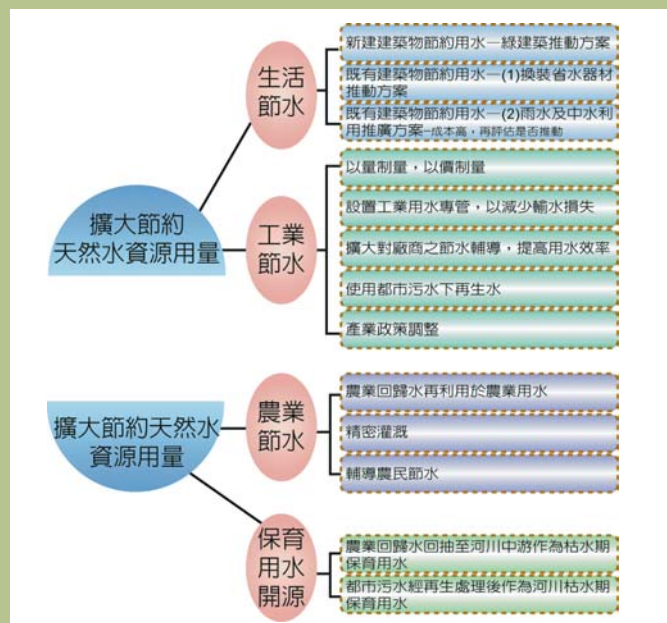 生活
節水
新建建築物節約用水—綠建築推動方案
既有建築物節約用水—(1)換裝省水器材
推動方案
既有建築物節約用水—(2)雨水及中水利
用推廣方案—成本高，再評估是否推動
擴大節約
天然水資源用量
工業
節水
以量制量，以價制量
設置工業用水專管，以減少輸水損失
擴大對廠商之節水輔導，提高用水效率
使用都市污水下再生水
產業政策調整
擴大節約天然水
資源用量
農業
節水
農業回歸水再利用於農業用水
精密灌溉
輔導農民節水
保育
用水
開源
農業回歸水回抽至河川中游作為枯水期
保育用水
都市污水經再生處理後作為河川枯水期
保育用水